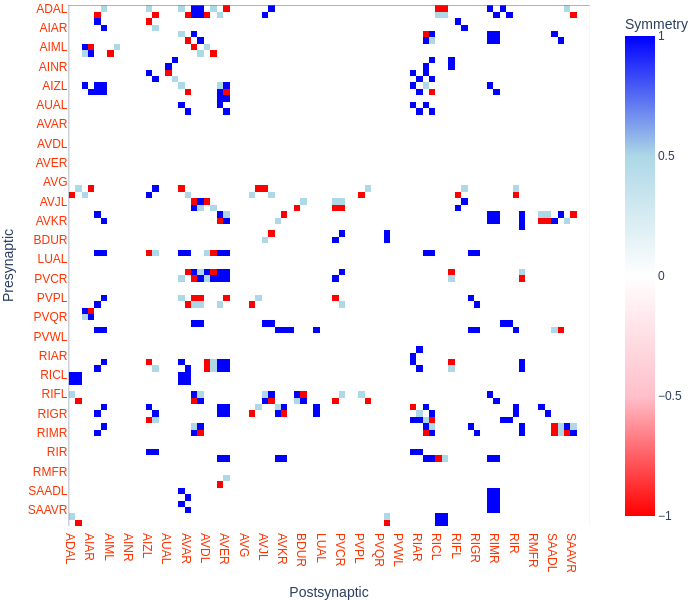 Symmetry
1
0.5
0
−0.5
−1
Presynaptic
ADAL
AIAR
AIML
AINR
AIZL
AUAL
AVAR
AVDL
AVER
AVG
AVJL
AVKR
BDUR
LUAL
PVCR
PVPL
PVQR
PVWL
RIAR
RICL
RIFL
RIGR
RIMR
RIR
RMFR
SAADL
SAAVR
ADAL
AIAR
AIML
AINR
AIZL
AUAL
AVAR
AVDL
AVER
AVG
AVJL
AVKR
BDUR
LUAL
PVCR
PVPL
PVQR
PVWL
RIAR
RICL
RIFL
RIGR
RIMR
RIR
RMFR
SAADL
SAAVR
Postsynaptic